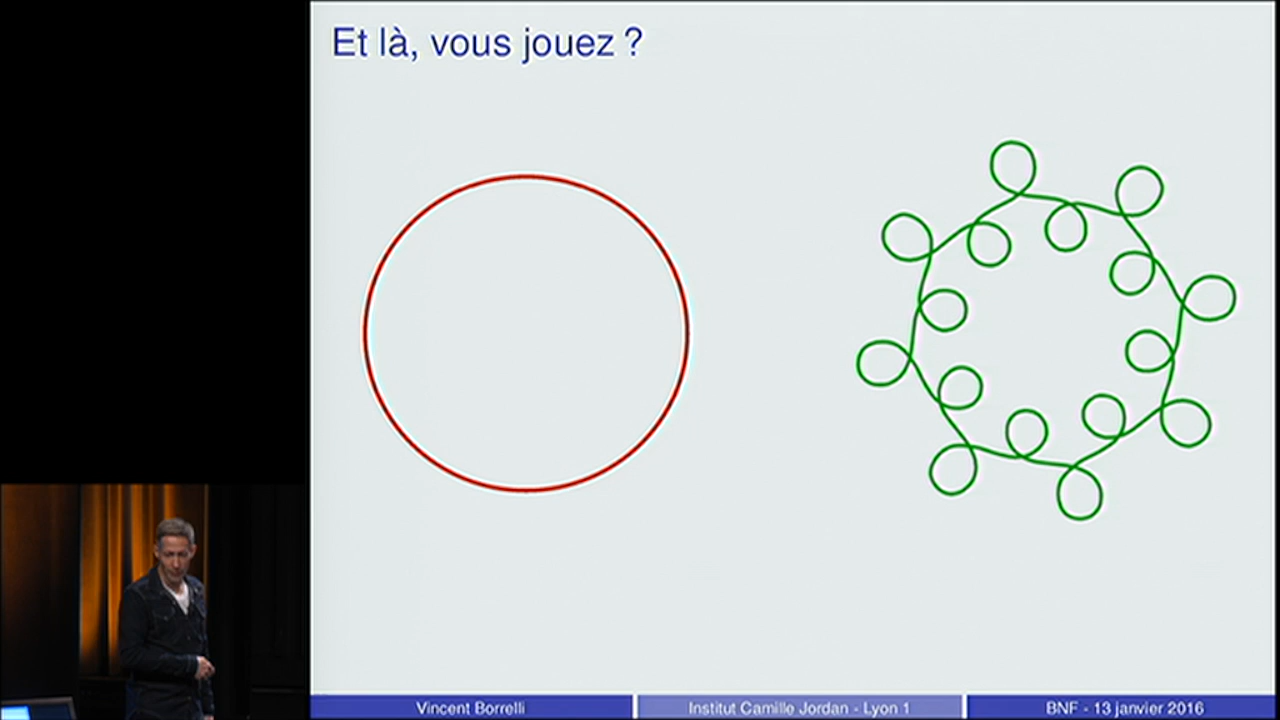 Et là, vous jouez ?
Vincent Borrelli
Institut Camille Jordan - Lyon 1
BNF - 13 janvier 2016